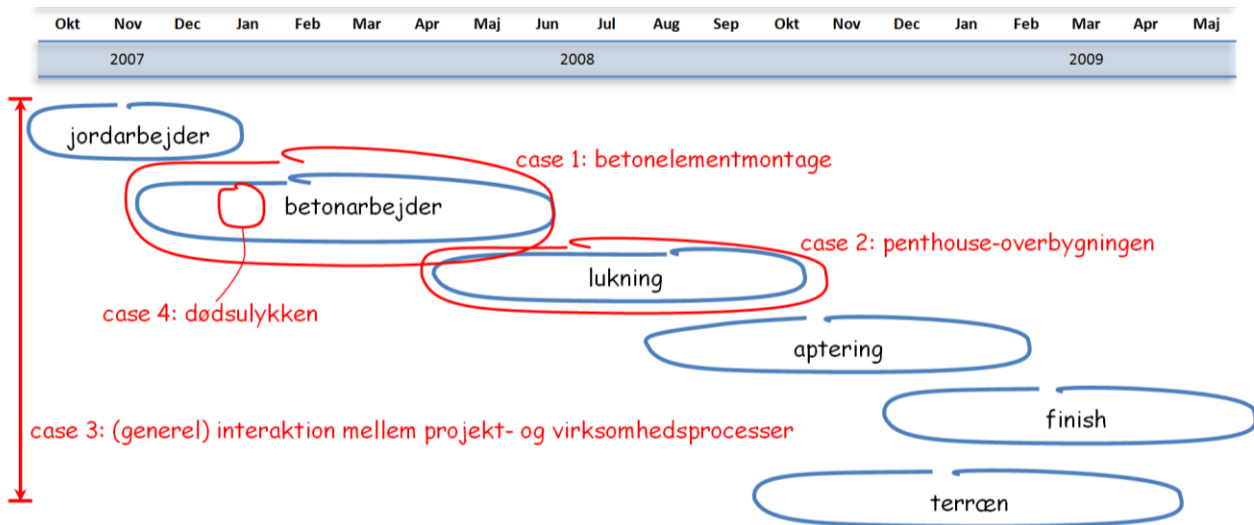 Okt Nov Dec Jan Feb Mar Apr Maj Jun Jul Aug Sep Okt Nov Dec Jan Feb Mar Apr Maj
2007 2008 2009
jordarbejder
case 1: betonelementmontage
betonarbejder
case 2: penthouse-overbygningen
lukning
case 4: dødsulykken
aptering
finish
case 3: (generel) interaktion mellem projekt- og virksomhedsprocesser
terræn